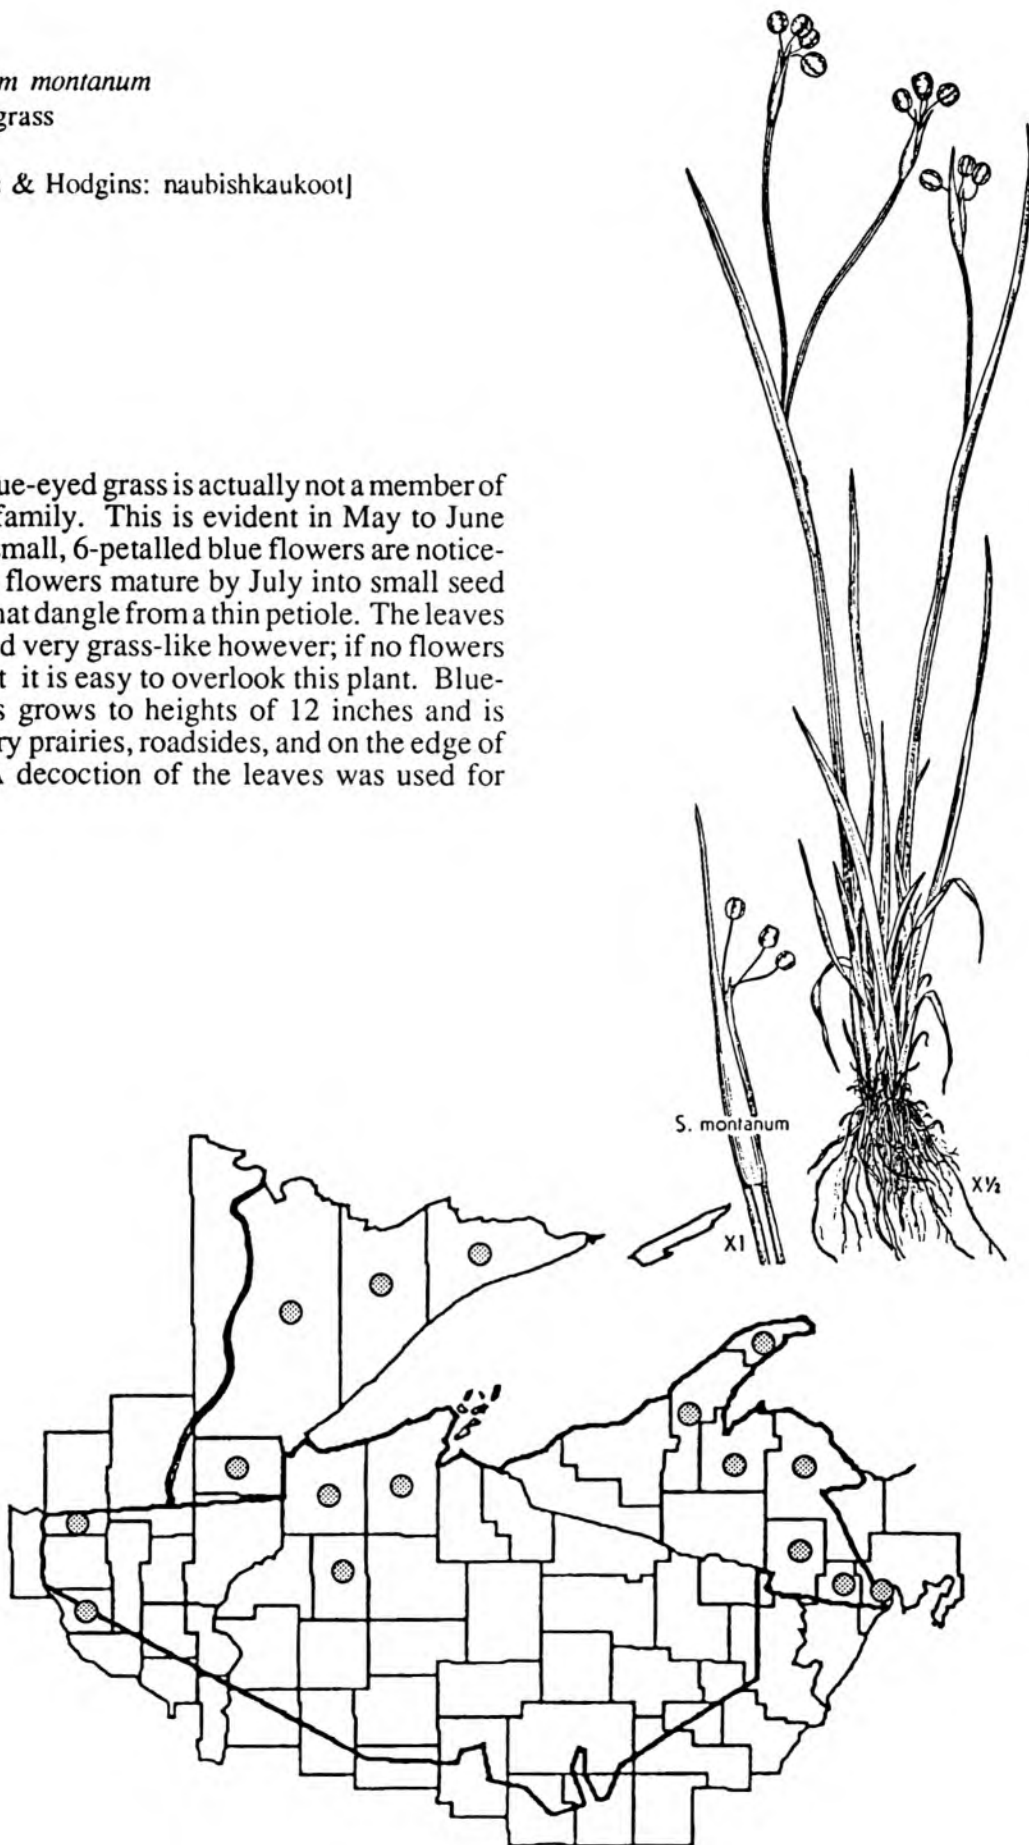 m montanum
grass
& Hodgins: naubishkaukoot]
ue-eyed grass is actually not a member of
family. This is evident in May to June
small, 6-petalled blue flowers are notice-
flowers mature by July into small seed
hat dangle from a thin petiole. The leaves
d very grass-like however; if no flowers
t it is easy to overlook this plant. Blue-
s grows to heights of 12 inches and is
ry prairies, roadsides, and on the edge of
A decoction of the leaves was used for
S. montanum
X1
X½